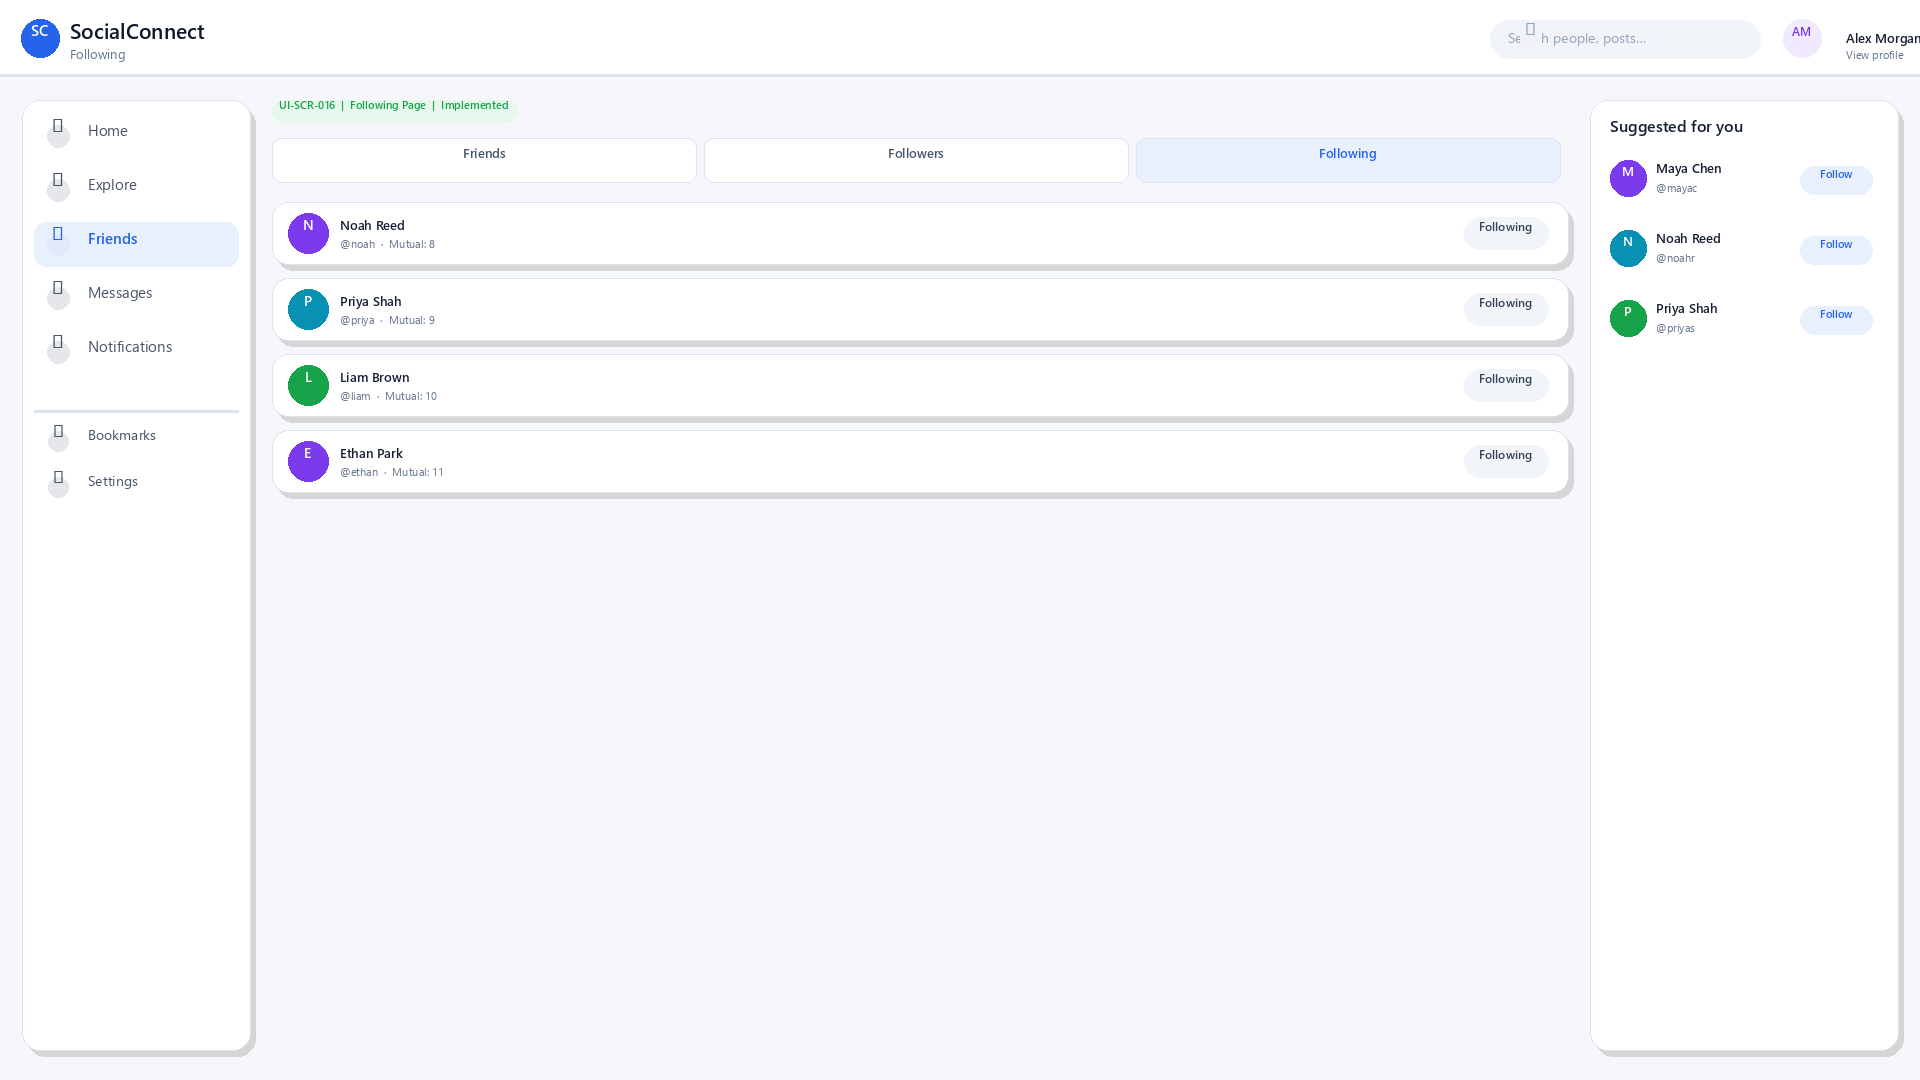 SC
SocialConnect
Following
Se h people, posts...
AM
Alex Morgan
View profile
Home
Explore
Friends
Messages
Notifications
Bookmarks
Settings
UI-SCR-016 | Following Page | Implemented
Friends
Followers
Following
N
Noah Reed
@noah · Mutual: 8
Following
P
Priya Shah
@priya · Mutual: 9
Following
L
Liam Brown
@liam · Mutual: 10
Following
E
Ethan Park
@ethan · Mutual: 11
Following
Suggested for you
M
Maya Chen
@mayac
Follow
N
Noah Reed
@noahr
Follow
P
Priya Shah
@priyas
Follow